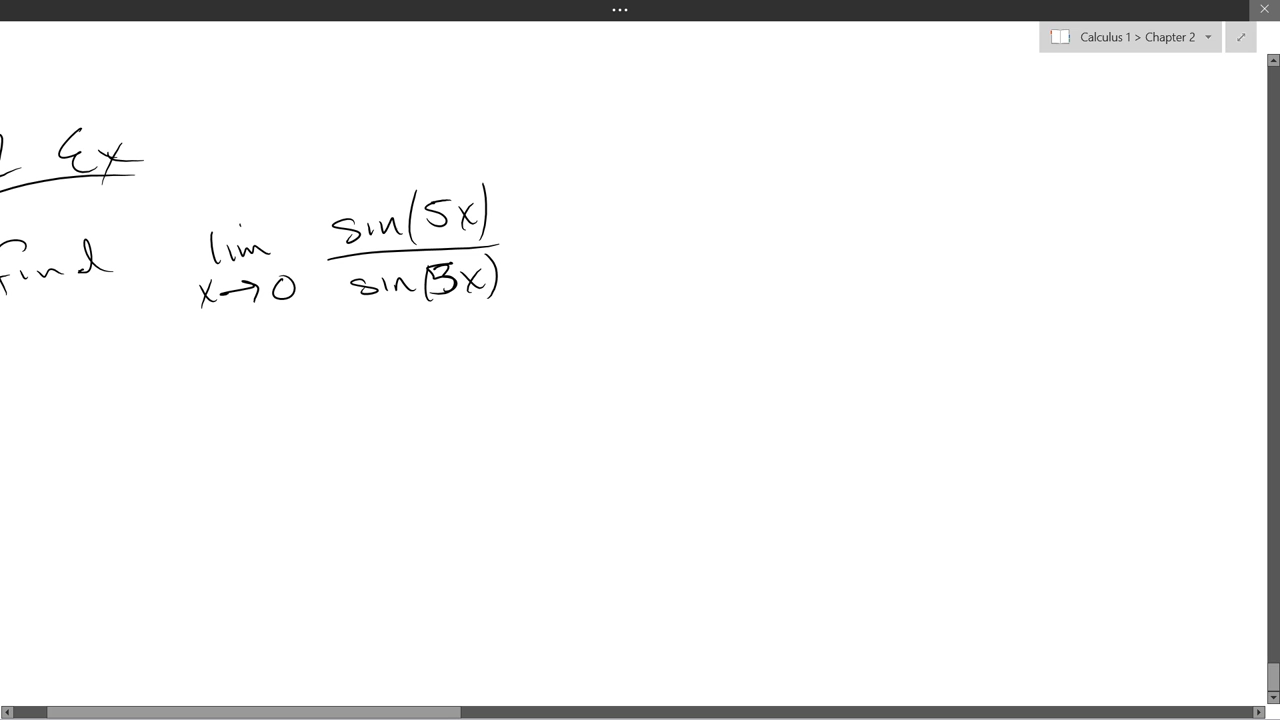 Calculus 1 > Chapter 2
Ex
Find lim x→0 sin(5x)/sin(3x)